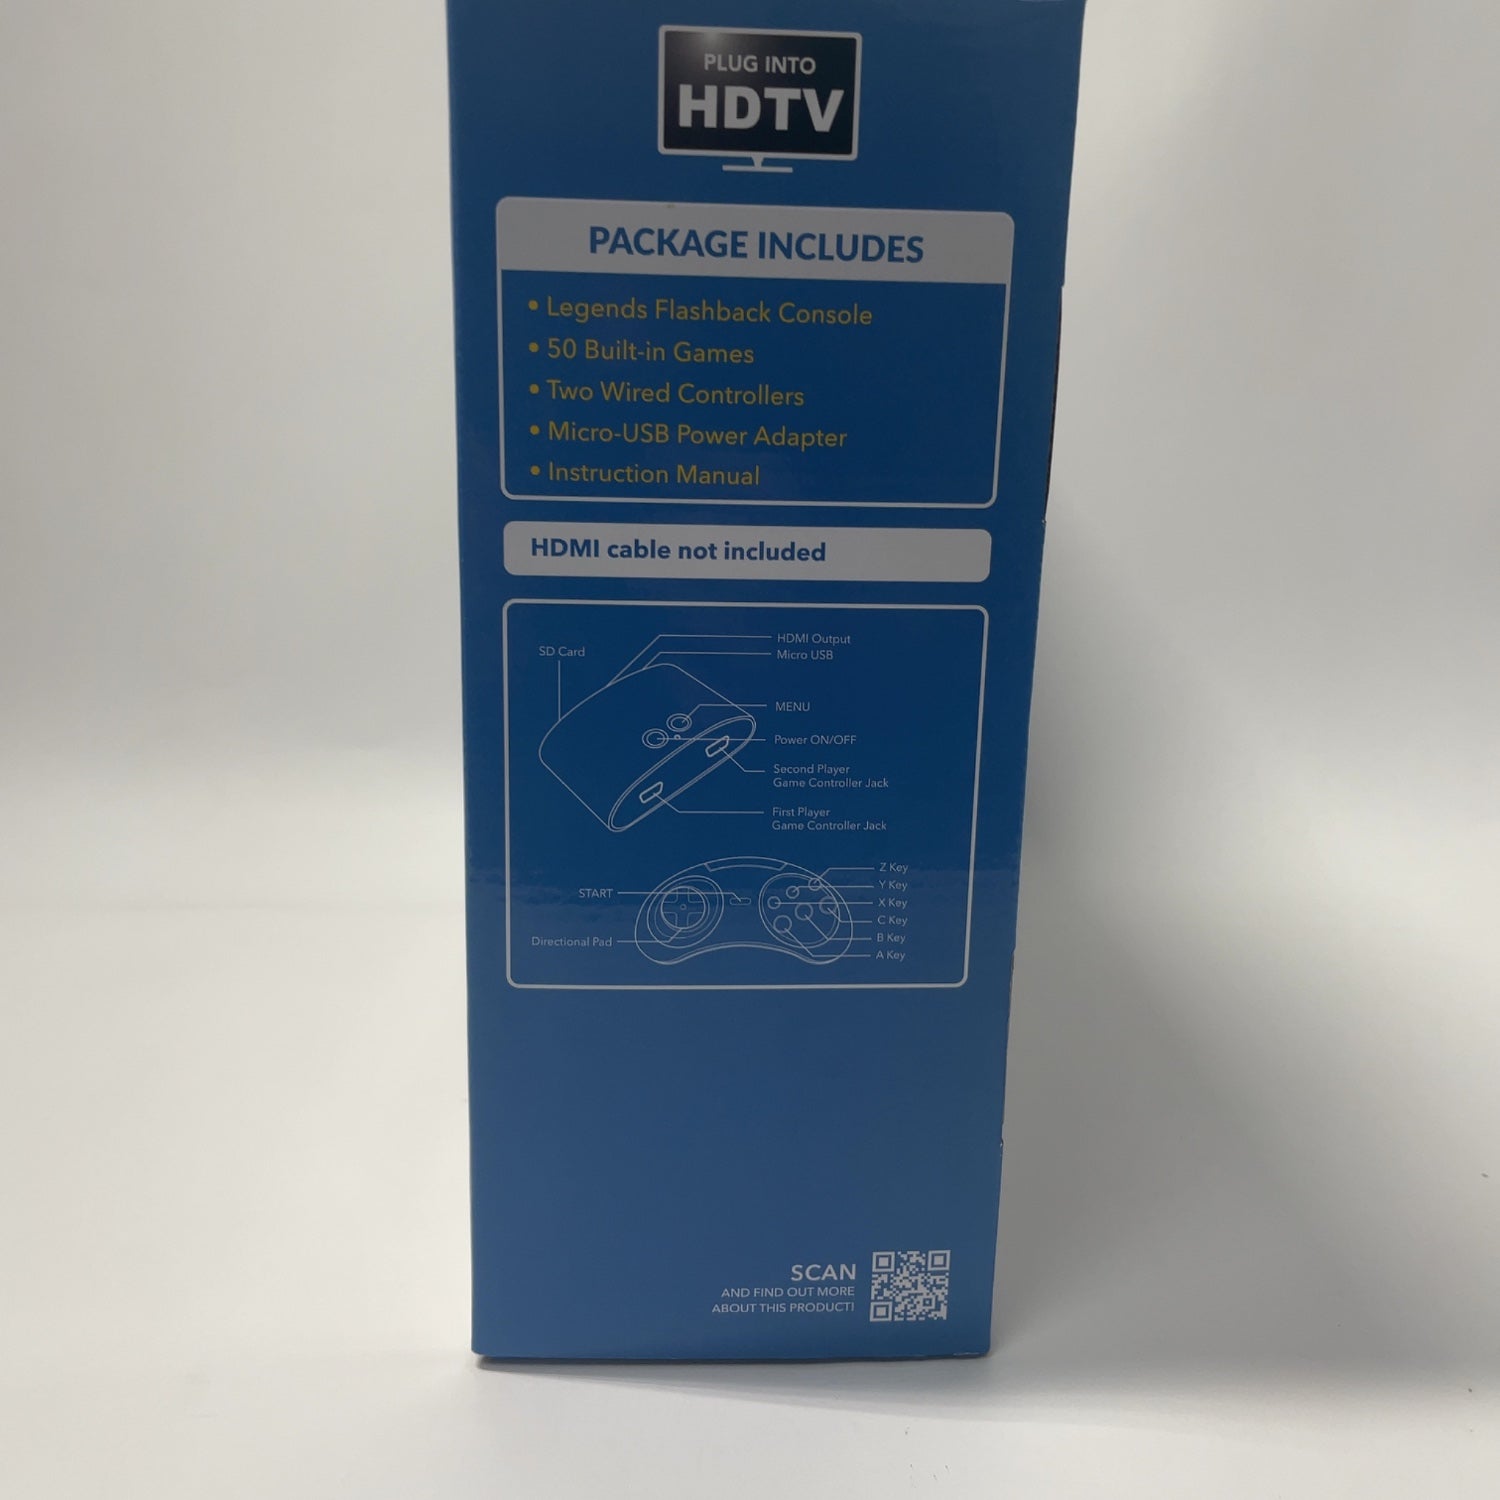 PLUG INTO
HDTV
PACKAGE INCLUDES
• Legends Flashback Console
• 50 Built-in Games
• Two Wired Controllers
• Micro-USB Power Adapter
• Instruction Manual
HDMI cable not included
SD Card
HDMI Output
Micro USB
MENU
Power ON/OFF
Second Player
Game Controller Jack
First Player
Game Controller Jack
START
Directional Pad
Z Key
Y Key
X Key
C Key
B Key
A Key
SCAN
AND FIND OUT MORE
ABOUT THIS PRODUCT!